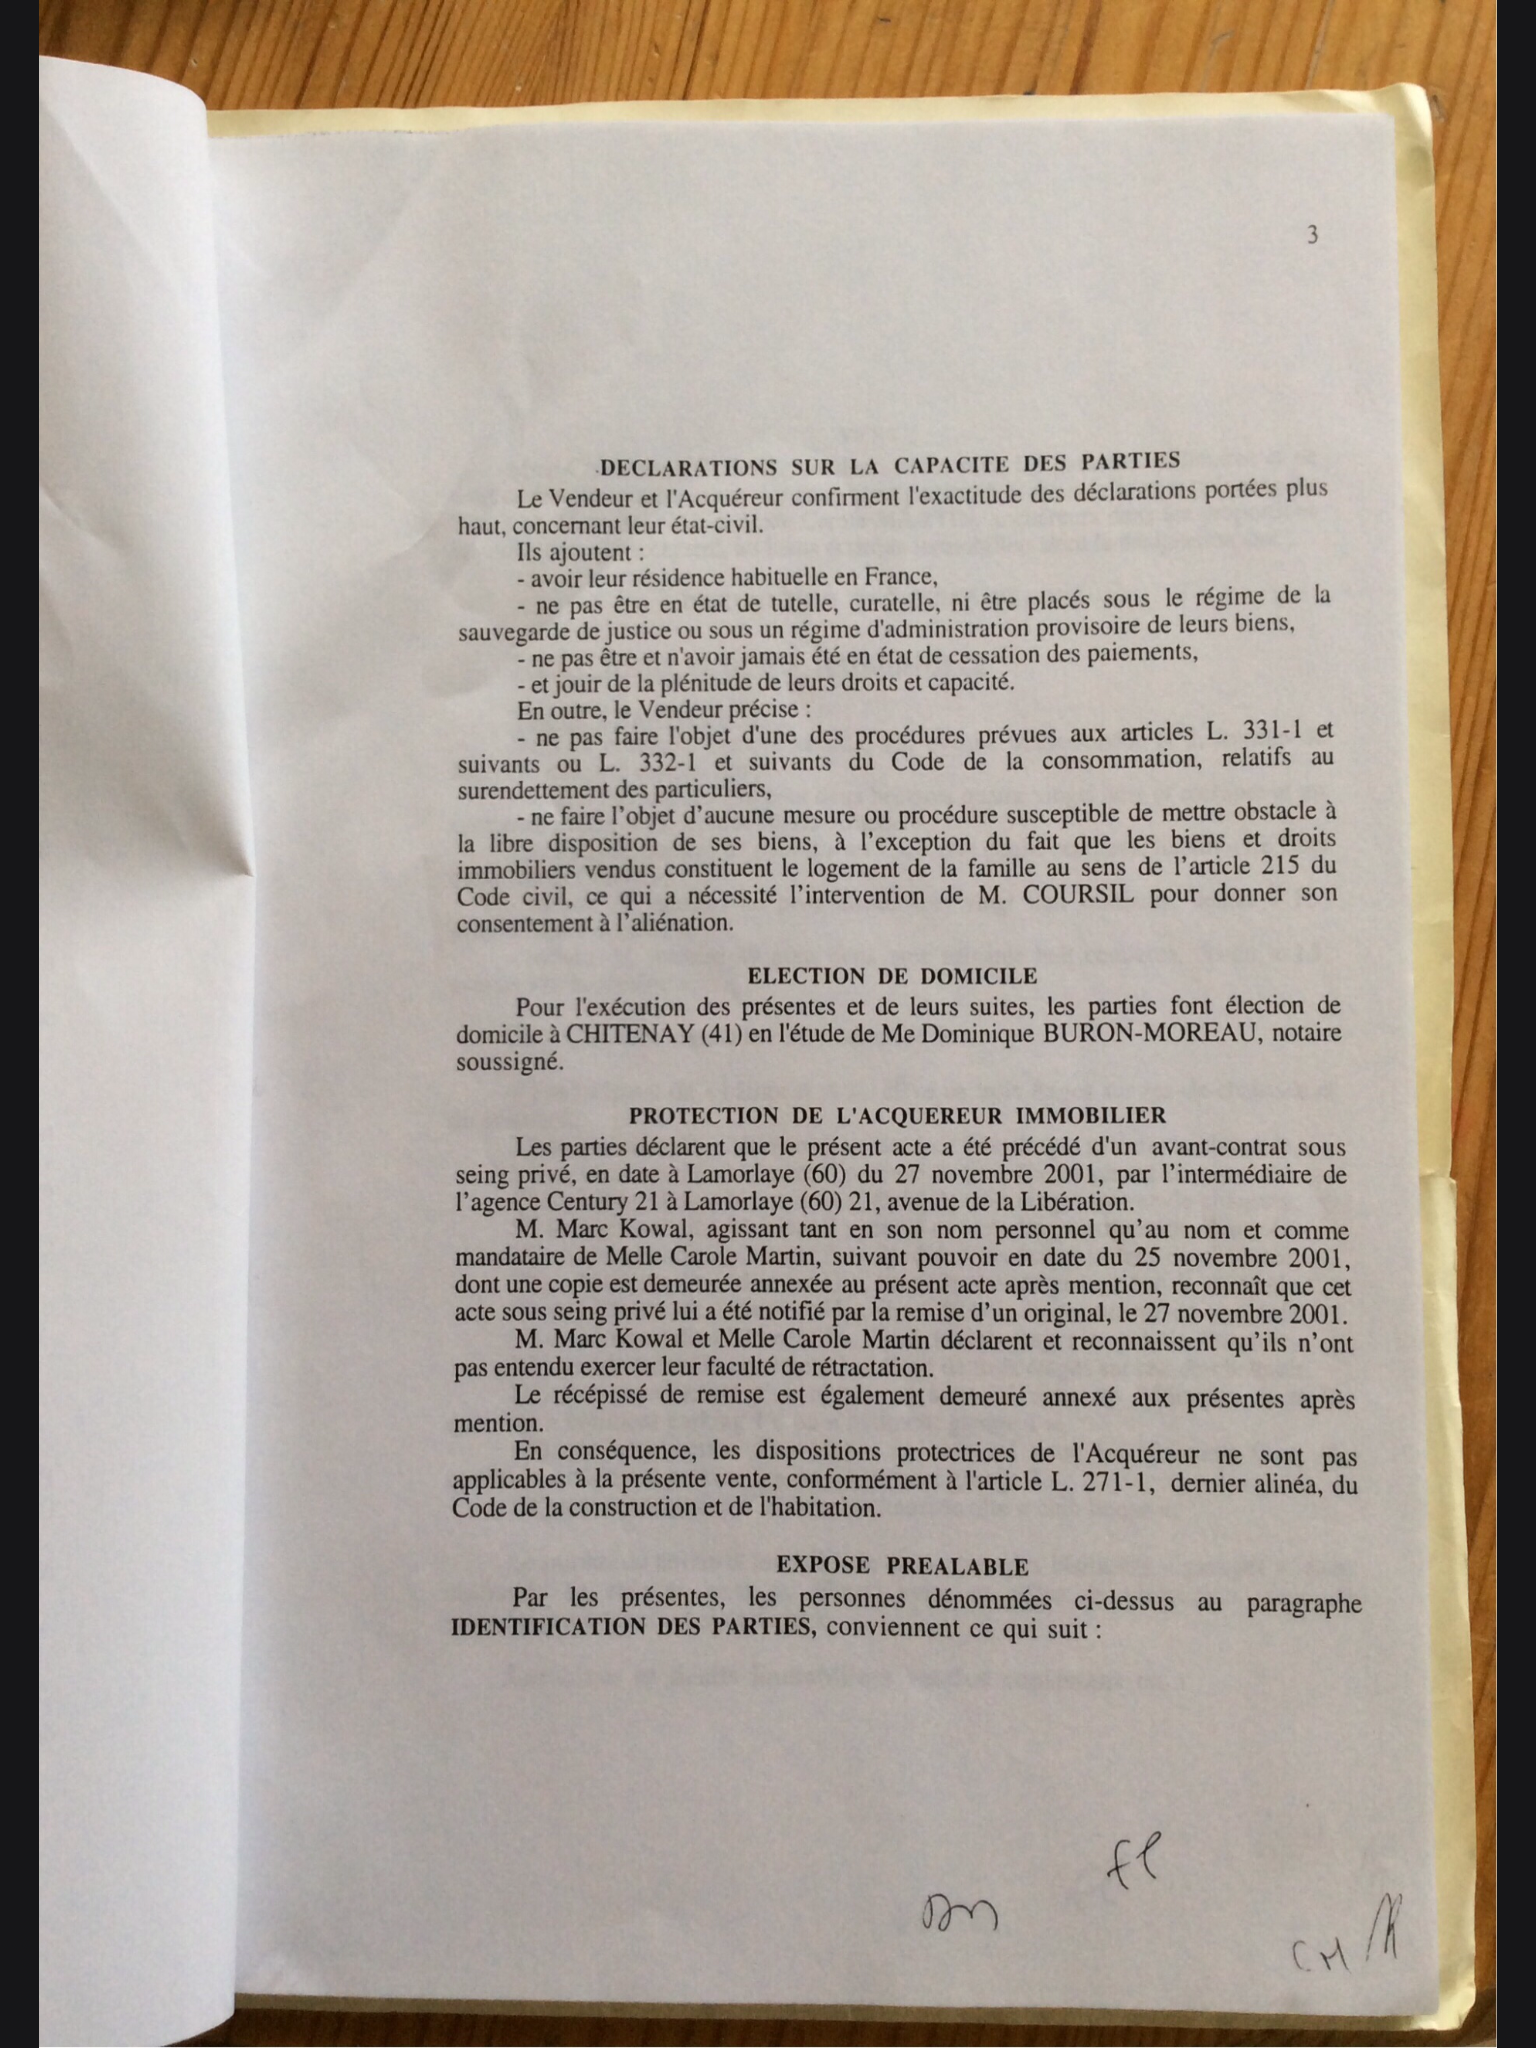 3
DECLARATIONS SUR LA CAPACITE DES PARTIES
Le Vendeur et l'Acquéreur confirment l'exactitude des déclarations portées plus
haut, concernant leur état-civil.
Ils ajoutent :
- avoir leur résidence habituelle en France,
- ne pas être en état de tutelle, curatelle, ni être placés sous le régime de la
sauvegarde de justice ou sous un régime d'administration provisoire de leurs biens,
- ne pas être et n'avoir jamais été en état de cessation des paiements,
- et jouir de la plénitude de leurs droits et capacité.
En outre, le Vendeur précise :
- ne pas faire l'objet d'une des procédures prévues aux articles L. 331-1 et
suivants ou L. 332-1 et suivants du Code de la consommation, relatifs au
surendettement des particuliers,
- ne faire l’objet d’aucune mesure ou procédure susceptible de mettre obstacle à
la libre disposition de ses biens, à l’exception du fait que les biens et droits
immobiliers vendus constituent le logement de la famille au sens de l’article 215 du
Code civil, ce qui a nécessité l’intervention de M. COURSIL pour donner son
consentement à l’aliénation.
ELECTION DE DOMICILE
Pour l'exécution des présentes et de leurs suites, les parties font élection de
domicile à CHITENAY (41) en l'étude de Me Dominique BURON-MOREAU, notaire
soussigné.
PROTECTION DE L'ACQUEREUR IMMOBILIER
Les parties déclarent que le présent acte a été précédé d'un avant-contrat sous
seing privé, en date à Lamorlaye (60) du 27 novembre 2001, par l’intermédiaire de
l’agence Century 21 à Lamorlaye (60) 21, avenue de la Libération.
M. Marc Kowal, agissant tant en son nom personnel qu’au nom et comme
mandataire de Melle Carole Martin, suivant pouvoir en date du 25 novembre 2001,
dont une copie est demeurée annexée au présent acte après mention, reconnaît que cet
acte sous seing privé lui a été notifié par la remise d’un original, le 27 novembre 2001.
M. Marc Kowal et Melle Carole Martin déclarent et reconnaissent qu’ils n’ont
pas entendu exercer leur faculté de rétractation.
Le récépissé de remise est également demeuré annexé aux présentes après
mention.
En conséquence, les dispositions protectrices de l'Acquéreur ne sont pas
applicables à la présente vente, conformément à l'article L. 271-1, dernier alinéa, du
Code de la construction et de l'habitation.
EXPOSE PREALABLE
Par les présentes, les personnes dénommées ci-dessus au paragraphe
IDENTIFICATION DES PARTIES, conviennent ce qui suit :
CM